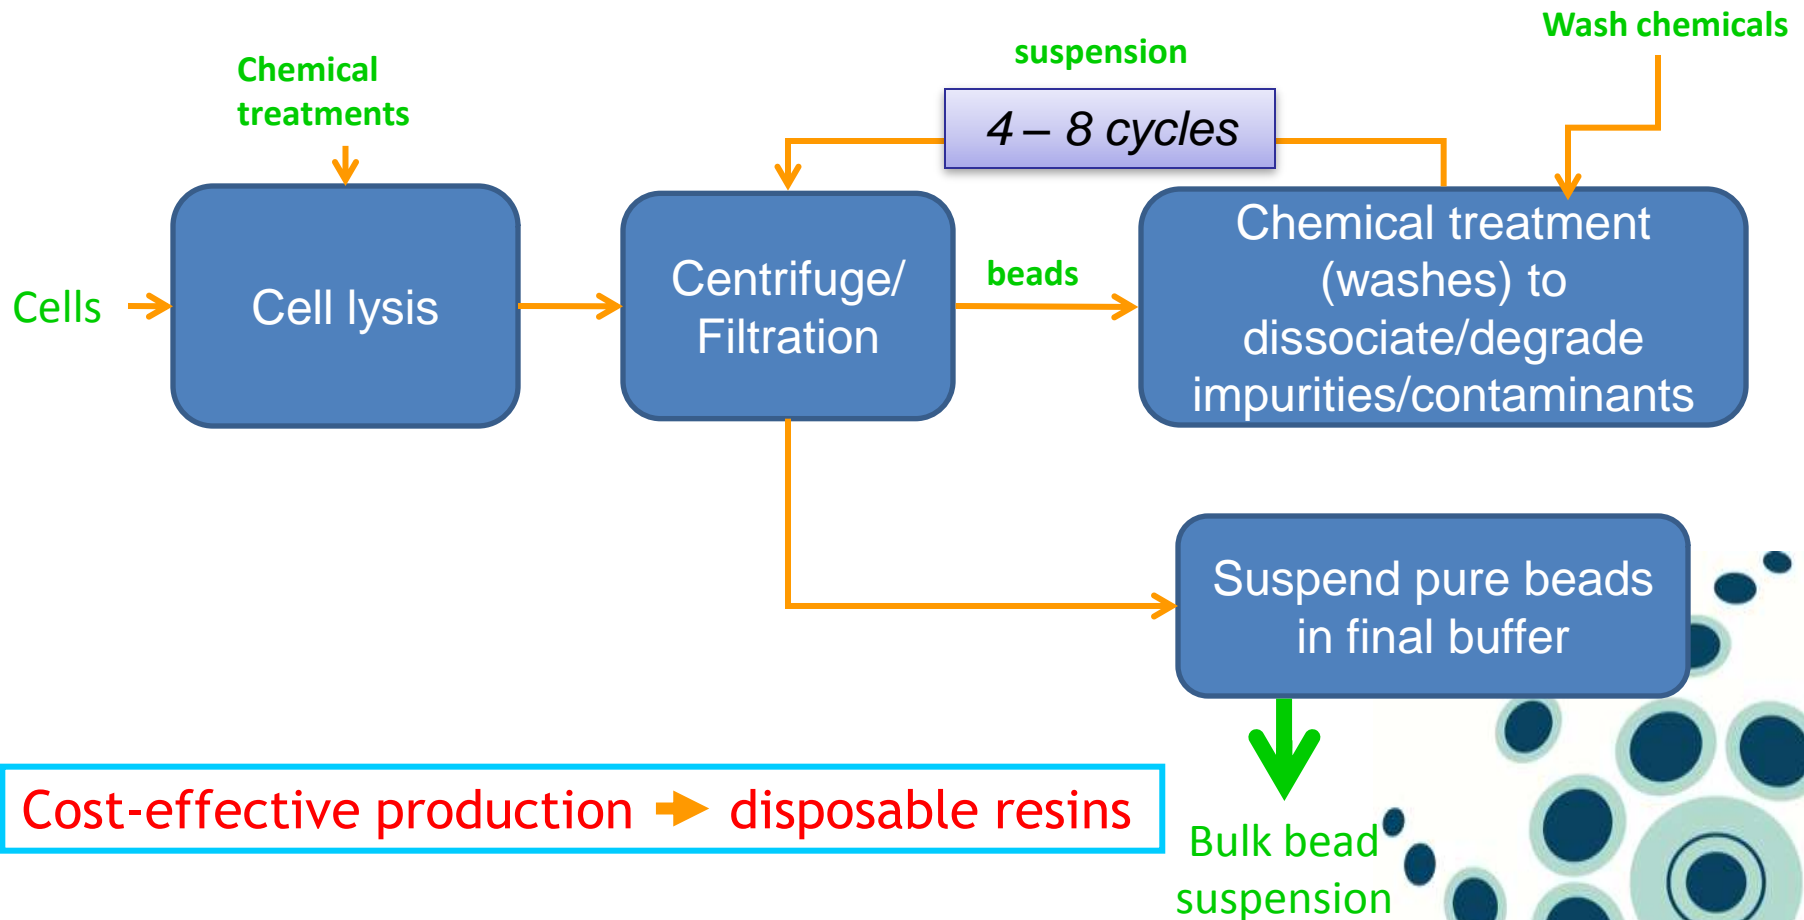 Wash chemicals
suspension
Chemical
treatments
4 – 8 cycles
Cells
Cell lysis
Centrifuge/
Filtration
beads
Chemical treatment
(washes) to
dissociate/degrade
impurities/contaminants
Suspend pure beads
in final buffer
Cost-effective production disposable resins
Bulk bead
suspension